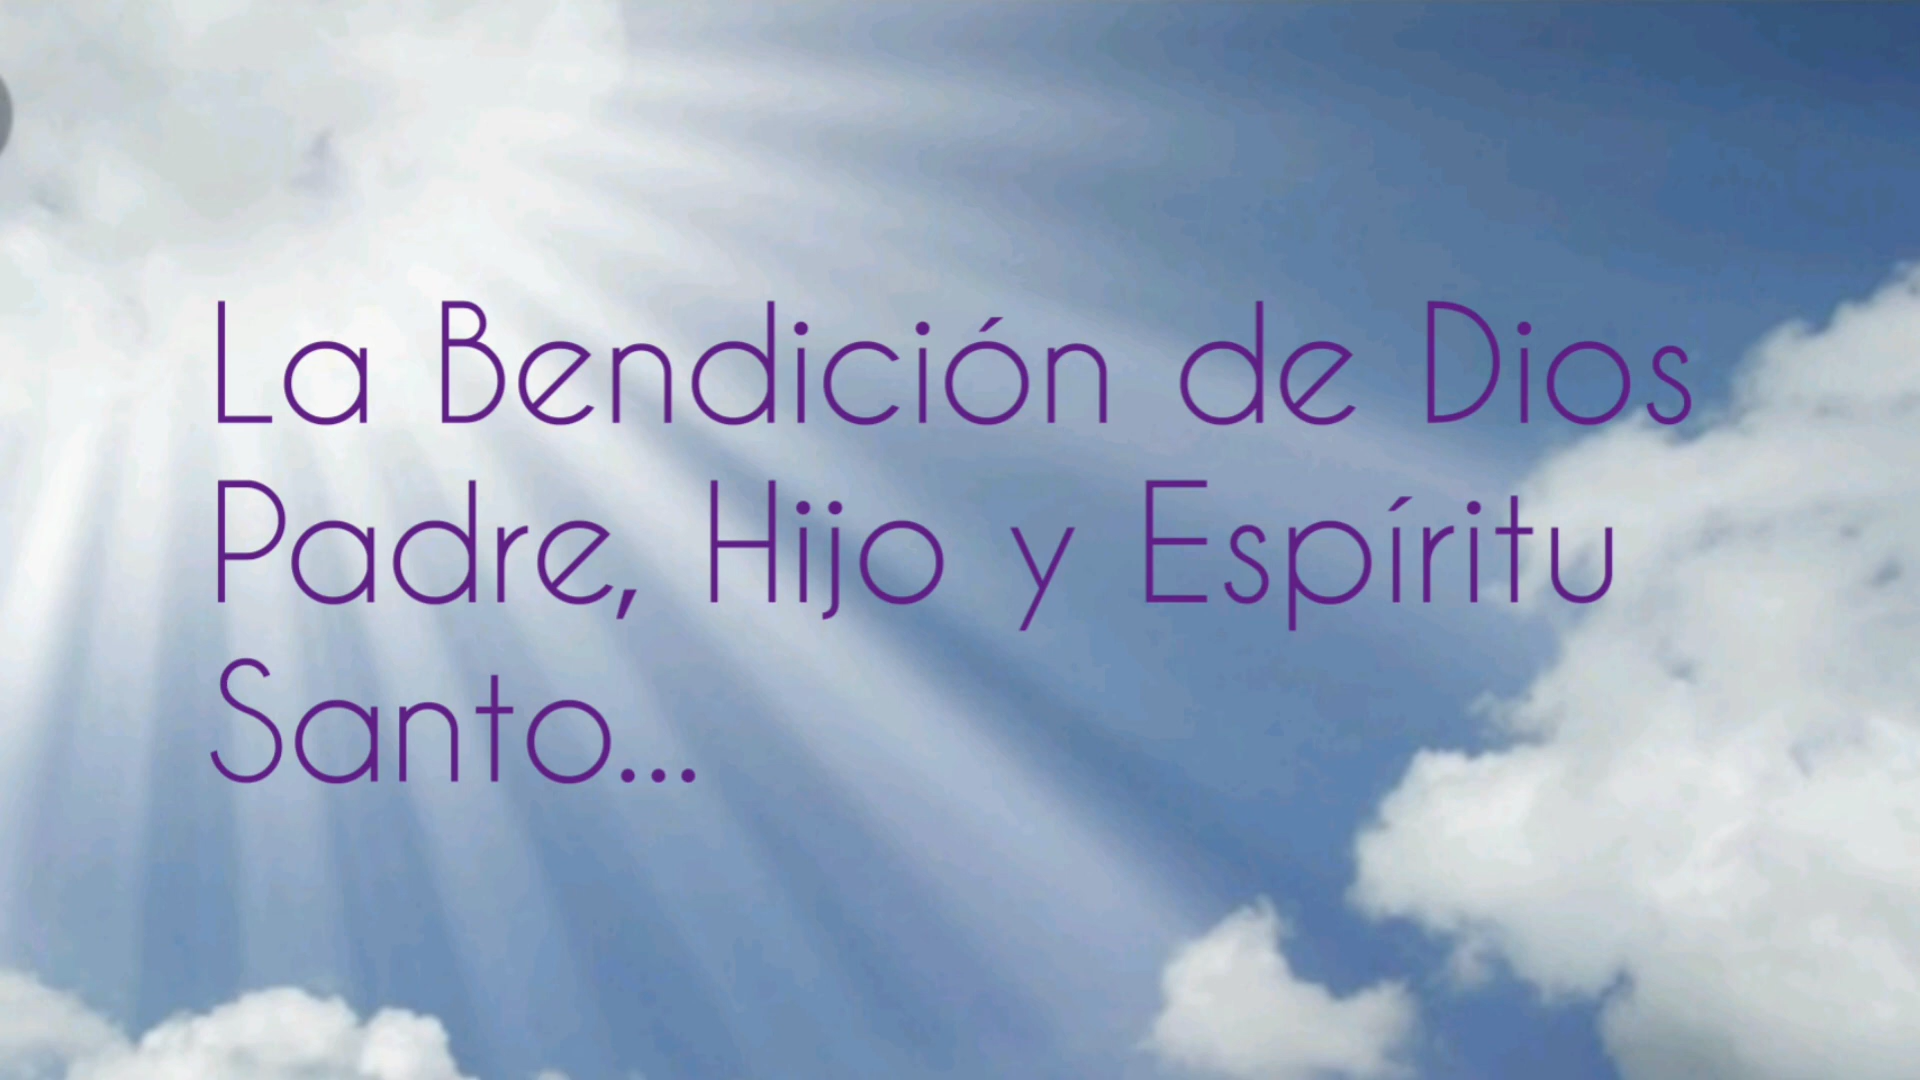 La Bendición de Dios
Padre, Hijo y Espíritu
Santo...